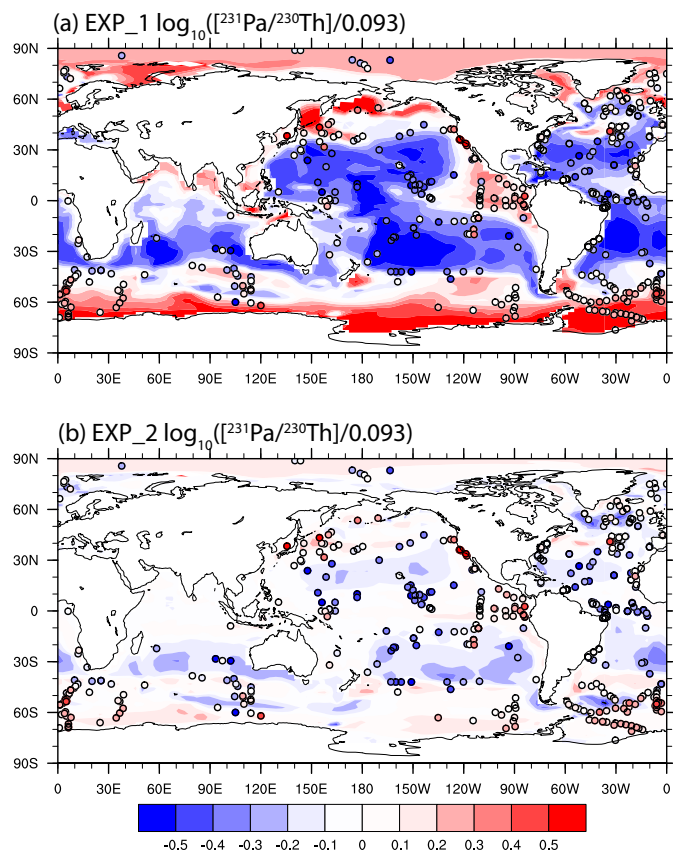 (a) EXP_1 log₁₀([²³¹Pa/²³⁰Th]/0.093)
90N
60N
30N
0
30S
60S
90S
0 30E 60E 90E 120E 150E 180 150W 120W 90W 60W 30W 0
(b) EXP_2 log₁₀([²³¹Pa/²³⁰Th]/0.093)
90N
60N
30N
0
30S
60S
90S
0 30E 60E 90E 120E 150E 180 150W 120W 90W 60W 30W 0
-0.5 -0.4 -0.3 -0.2 -0.1 0 0.1 0.2 0.3 0.4 0.5